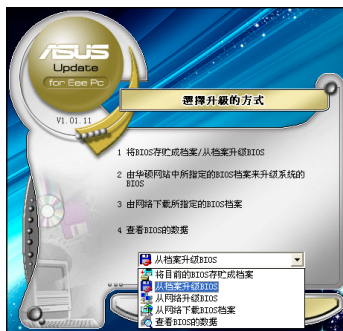 ASUS
Update
for Eee Pc
V1.01.11
選擇升級的方式
1 将BIOS存贮成档案/从档案升级BIOS
2 由华硕网站中所指定的BIOS档案来升级系统的
BIOS
3 由网络下载所指定的BIOS档案
4 查看BIOS的数据
从档案升级BIOS
将目前的BIOS存贮成档案
从档案升级BIOS
从网络升级BIOS
从网络下载BIOS档案
查看BIOS的数据